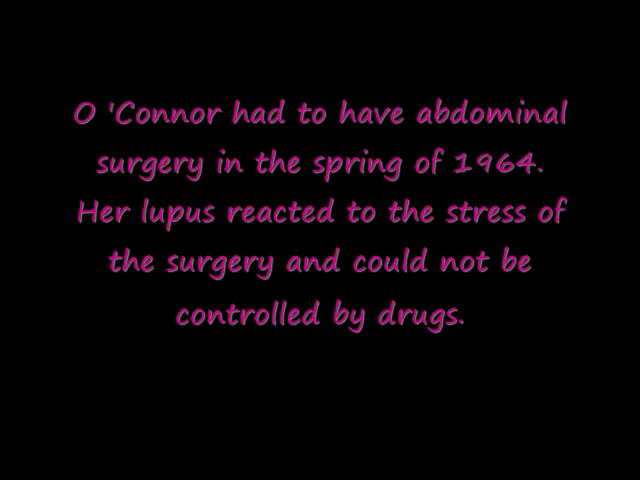 O 'Connor had to have abdominal
surgery in the spring of 1964.
Her lupus reacted to the stress of
the surgery and could not be
controlled by drugs.